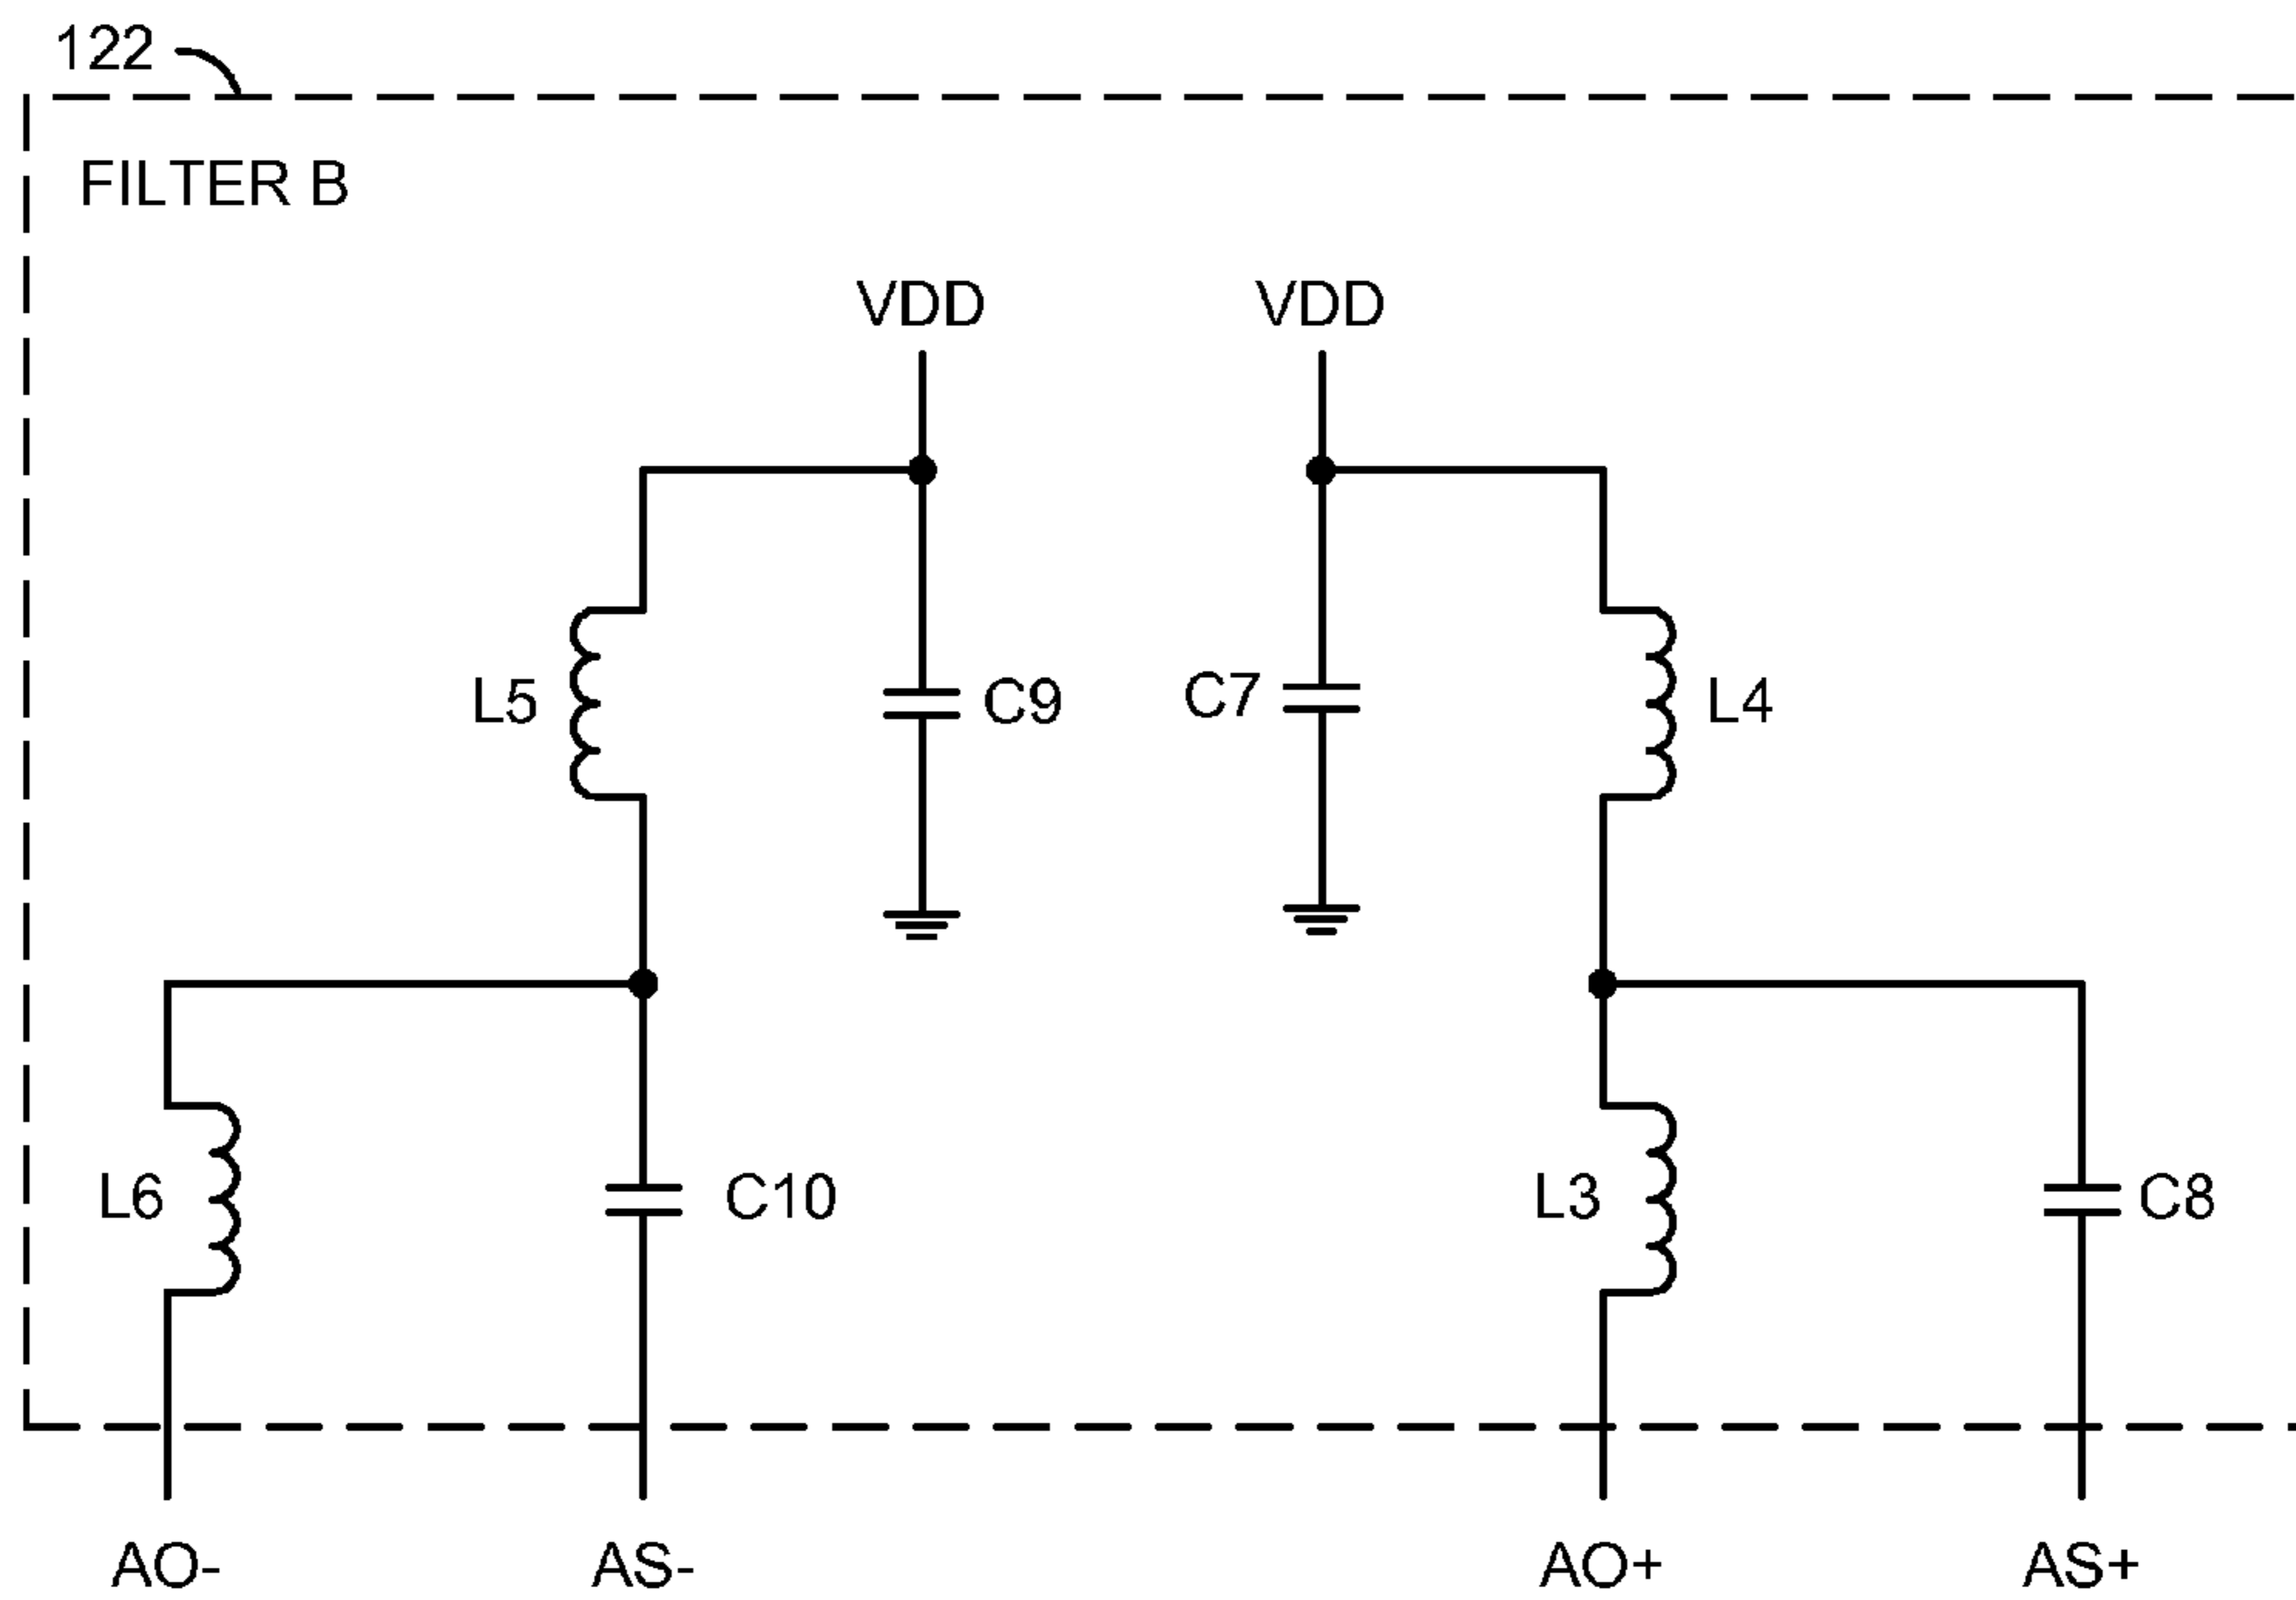 122
FILTER B
VDD
VDD
L5
C9
C7
L4
L6
C10
L3
C8
AO-
AS-
AO+
AS+